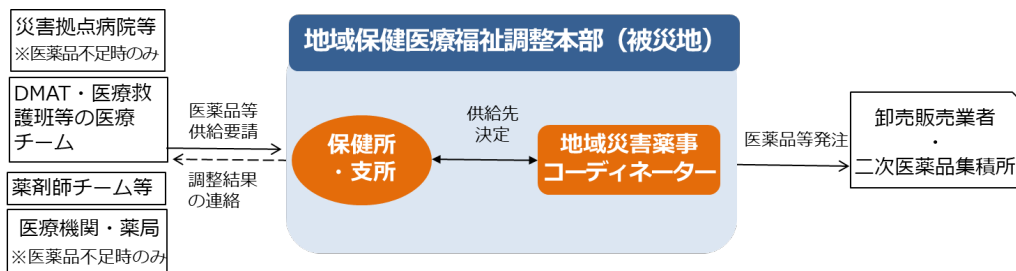 災害拠点病院等
※医薬品不足時のみ
DMAT・医療救
護班等の医療
チーム
薬剤師チーム等
医療機関・薬局
※医薬品不足時のみ
医薬品等
供給要請
調整結果
の連絡
地域保健医療福祉調整本部（被災地）
保健所
・支所
供給先
決定
地域災害薬事
コーディネーター
医薬品等発注
卸売販売業者
・
二次医薬品集積所